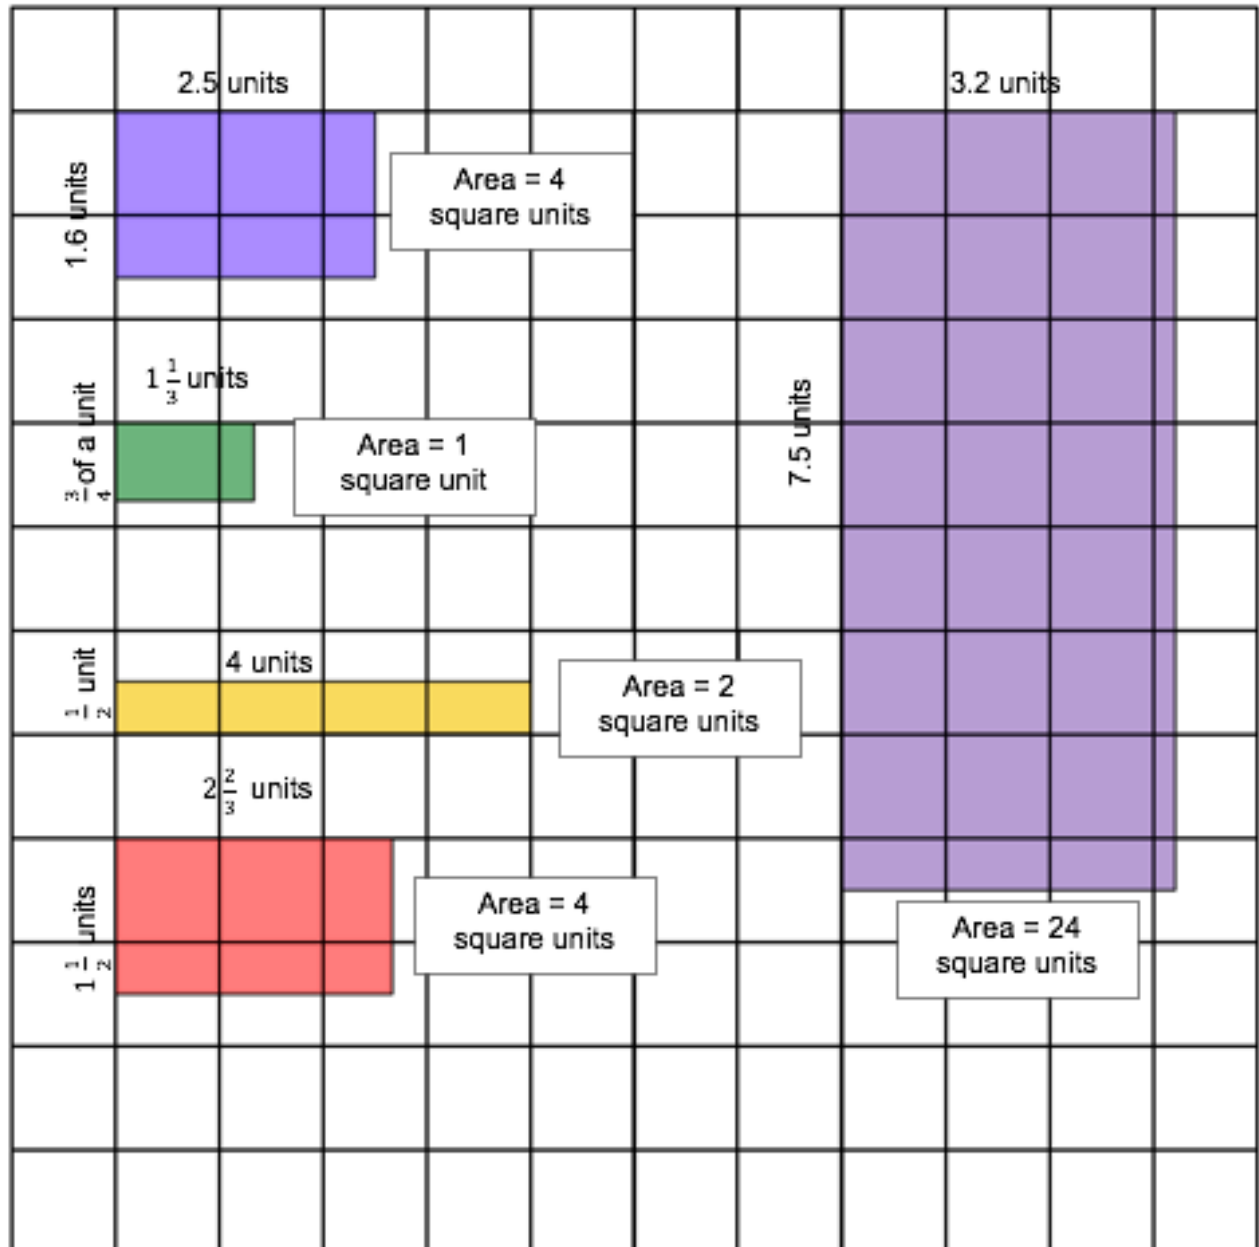 2.5 units
3.2 units
1.6 units
Area = 4
square units
1 1/3 units
3/4 of a unit
Area = 1
square unit
7.5 units
4 units
1/2 unit
Area = 2
square units
2 2/3 units
1 1/2 units
Area = 4
square units
Area = 24
square units